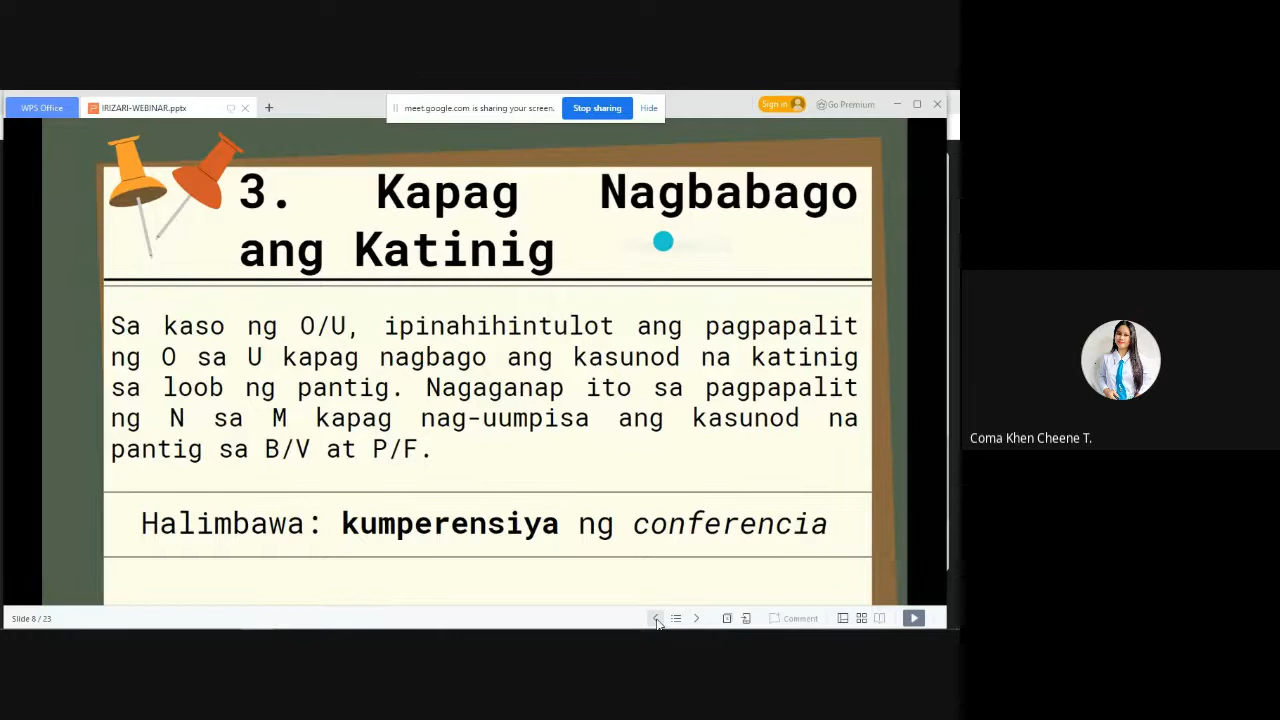 WPS Office
IRIZARI-WEBINAR.pptx
meet.google.com is sharing your screen.
Stop sharing
Hide
Sign in
Go Premium
3. Kapag Nagbabago
ang Katinig
Sa kaso ng O/U, ipinahihintulot ang pagpapalit
ng O sa U kapag nagbago ang kasunod na katinig
sa loob ng pantig. Nagaganap ito sa pagpapalit
ng N sa M kapag nag-uumpisa ang kasunod na
pantig sa B/V at P/F.
Halimbawa: kumperensiya ng conferencia
Slide 8 / 23
Comment
Coma Khen Cheene T.